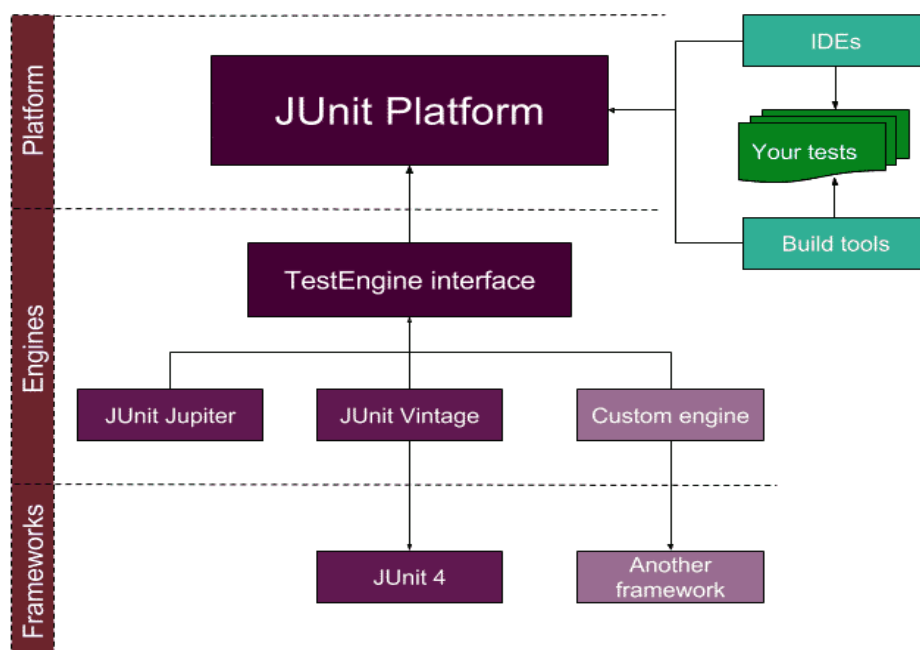 Platform
JUnit Platform
IDEs
Your tests
Build tools
Engines
TestEngine interface
JUnit Jupiter
JUnit Vintage
Custom engine
Frameworks
JUnit 4
Another
framework